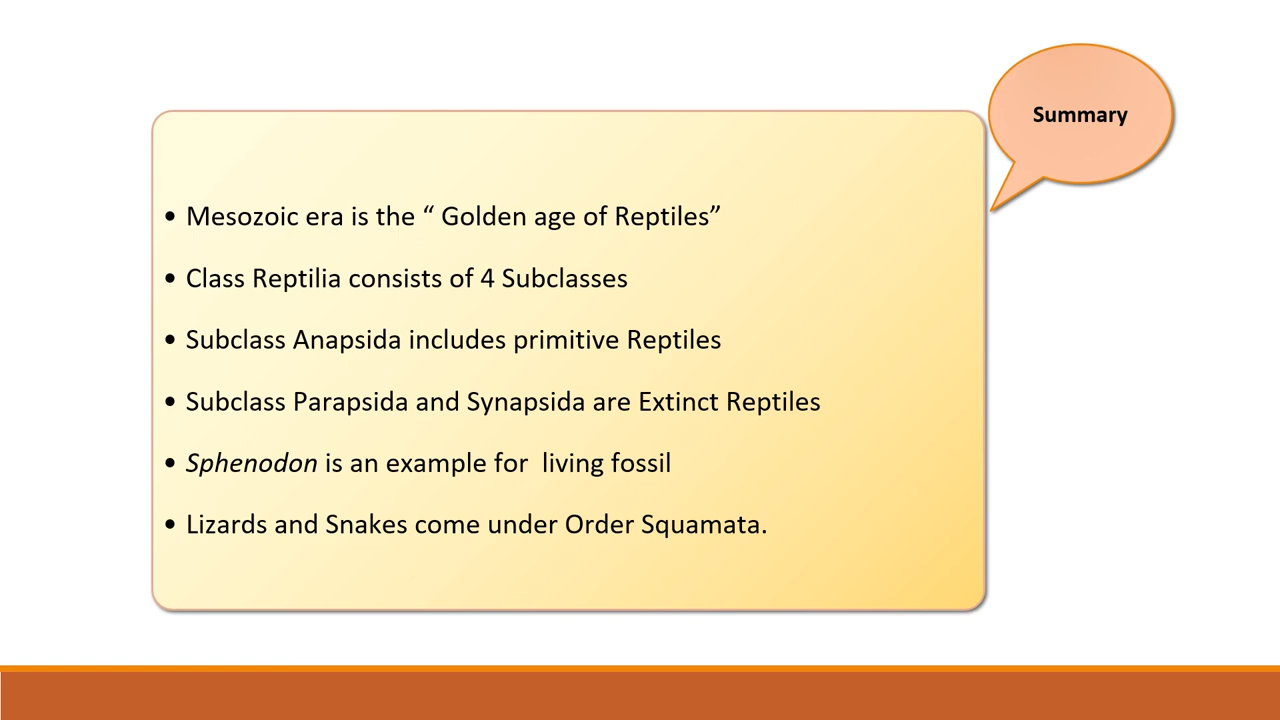 Summary
• Mesozoic era is the “ Golden age of Reptiles”
• Class Reptilia consists of 4 Subclasses
• Subclass Anapsida includes primitive Reptiles
• Subclass Parapsida and Synapsida are Extinct Reptiles
• Sphenodon is an example for  living fossil
• Lizards and Snakes come under Order Squamata.